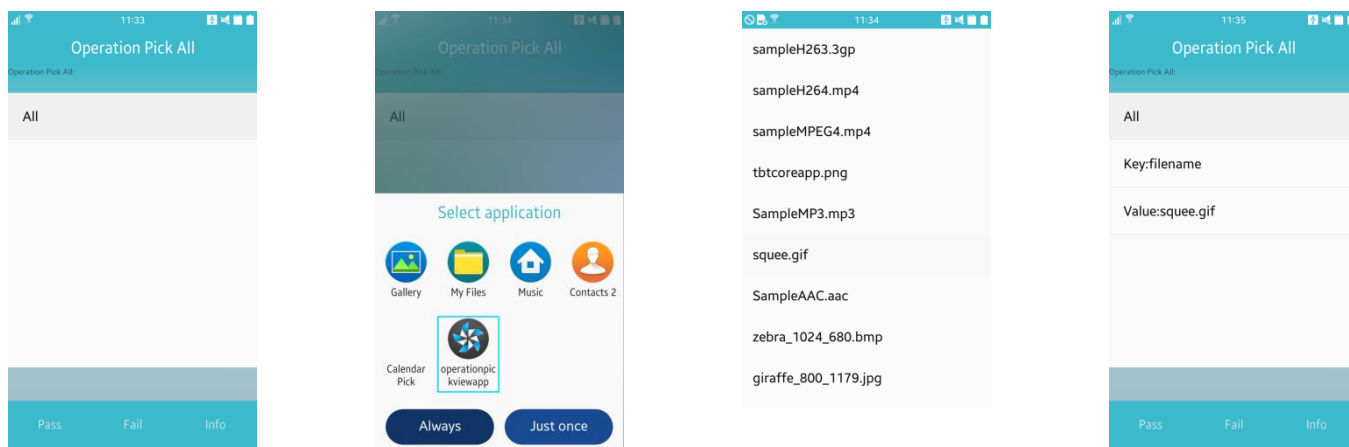 11:33
Operation Pick All
Operation Pick All:
All
Pass Fail Info
11:34
Operation Pick All
Operation Pick All:
All
Select application
Gallery My Files Music Contacts 2
Calendar Pick
operationpic kviewapp
Always Just once
11:34
sampleH263.3gp
sampleH264.mp4
sampleMPEG4.mp4
tbtcoreapp.png
SampleMP3.mp3
squee.gif
SampleAAC.aac
zebra_1024_680.bmp
giraffe_800_1179.jpg
11:35
Operation Pick All
Operation Pick All:
All
Key:filename
Value:squee.gif
Pass Fail Info